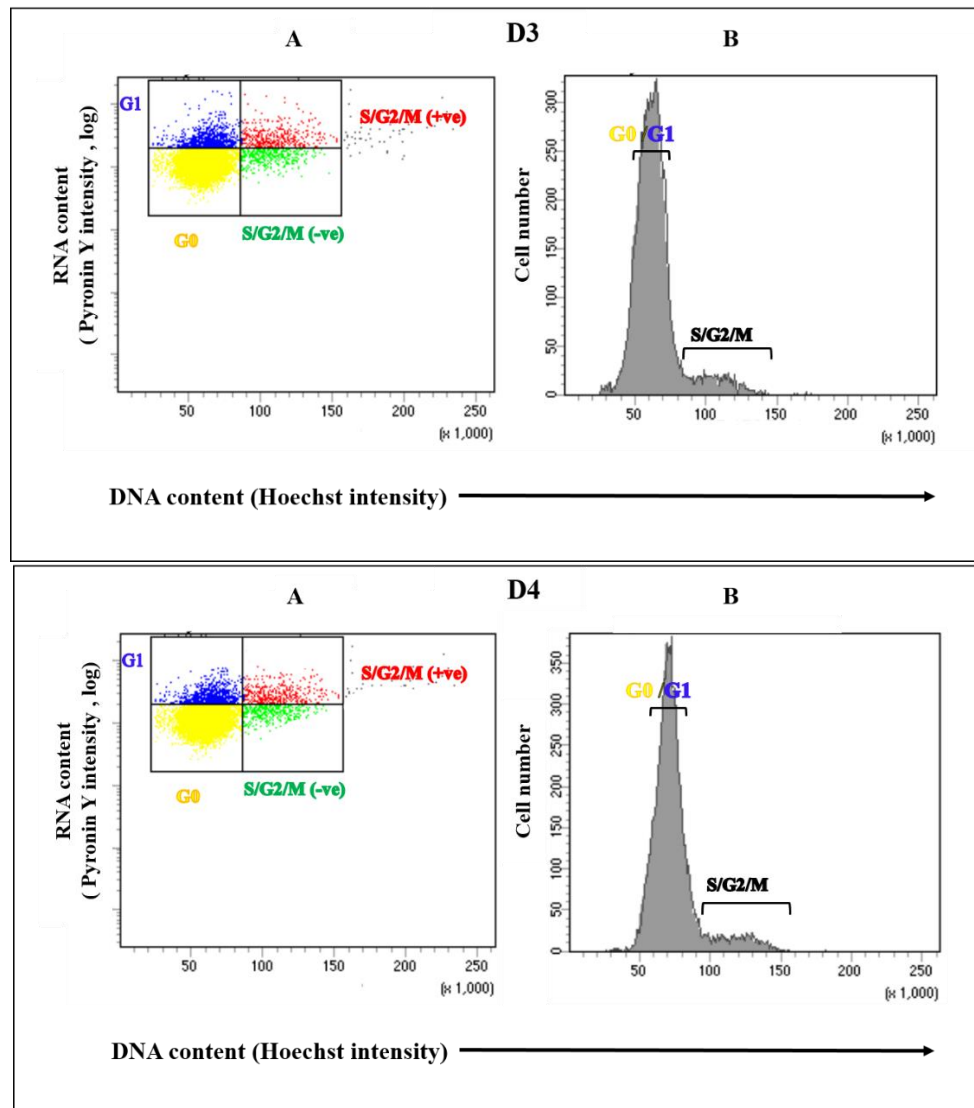 D3
A
B
G1
S/G2/M (+ve)
G0
S/G2/M (-ve)
RNA content
( Pyronin Y intensity , log)
50
100
150
200
250
(× 1,000)
G0 /G1
S/G2/M
Cell number
0
50
100
150
200
250
300
50
100
150
200
250
(× 1,000)
DNA content (Hoechst intensity)
D4
A
B
G1
S/G2/M (+ve)
G0
S/G2/M (-ve)
RNA content
( Pyronin Y intensity , log)
50
100
150
200
250
(× 1,000)
G0 /G1
S/G2/M
Cell number
0
50
100
150
200
250
300
350
50
100
150
200
250
(× 1,000)
DNA content (Hoechst intensity)